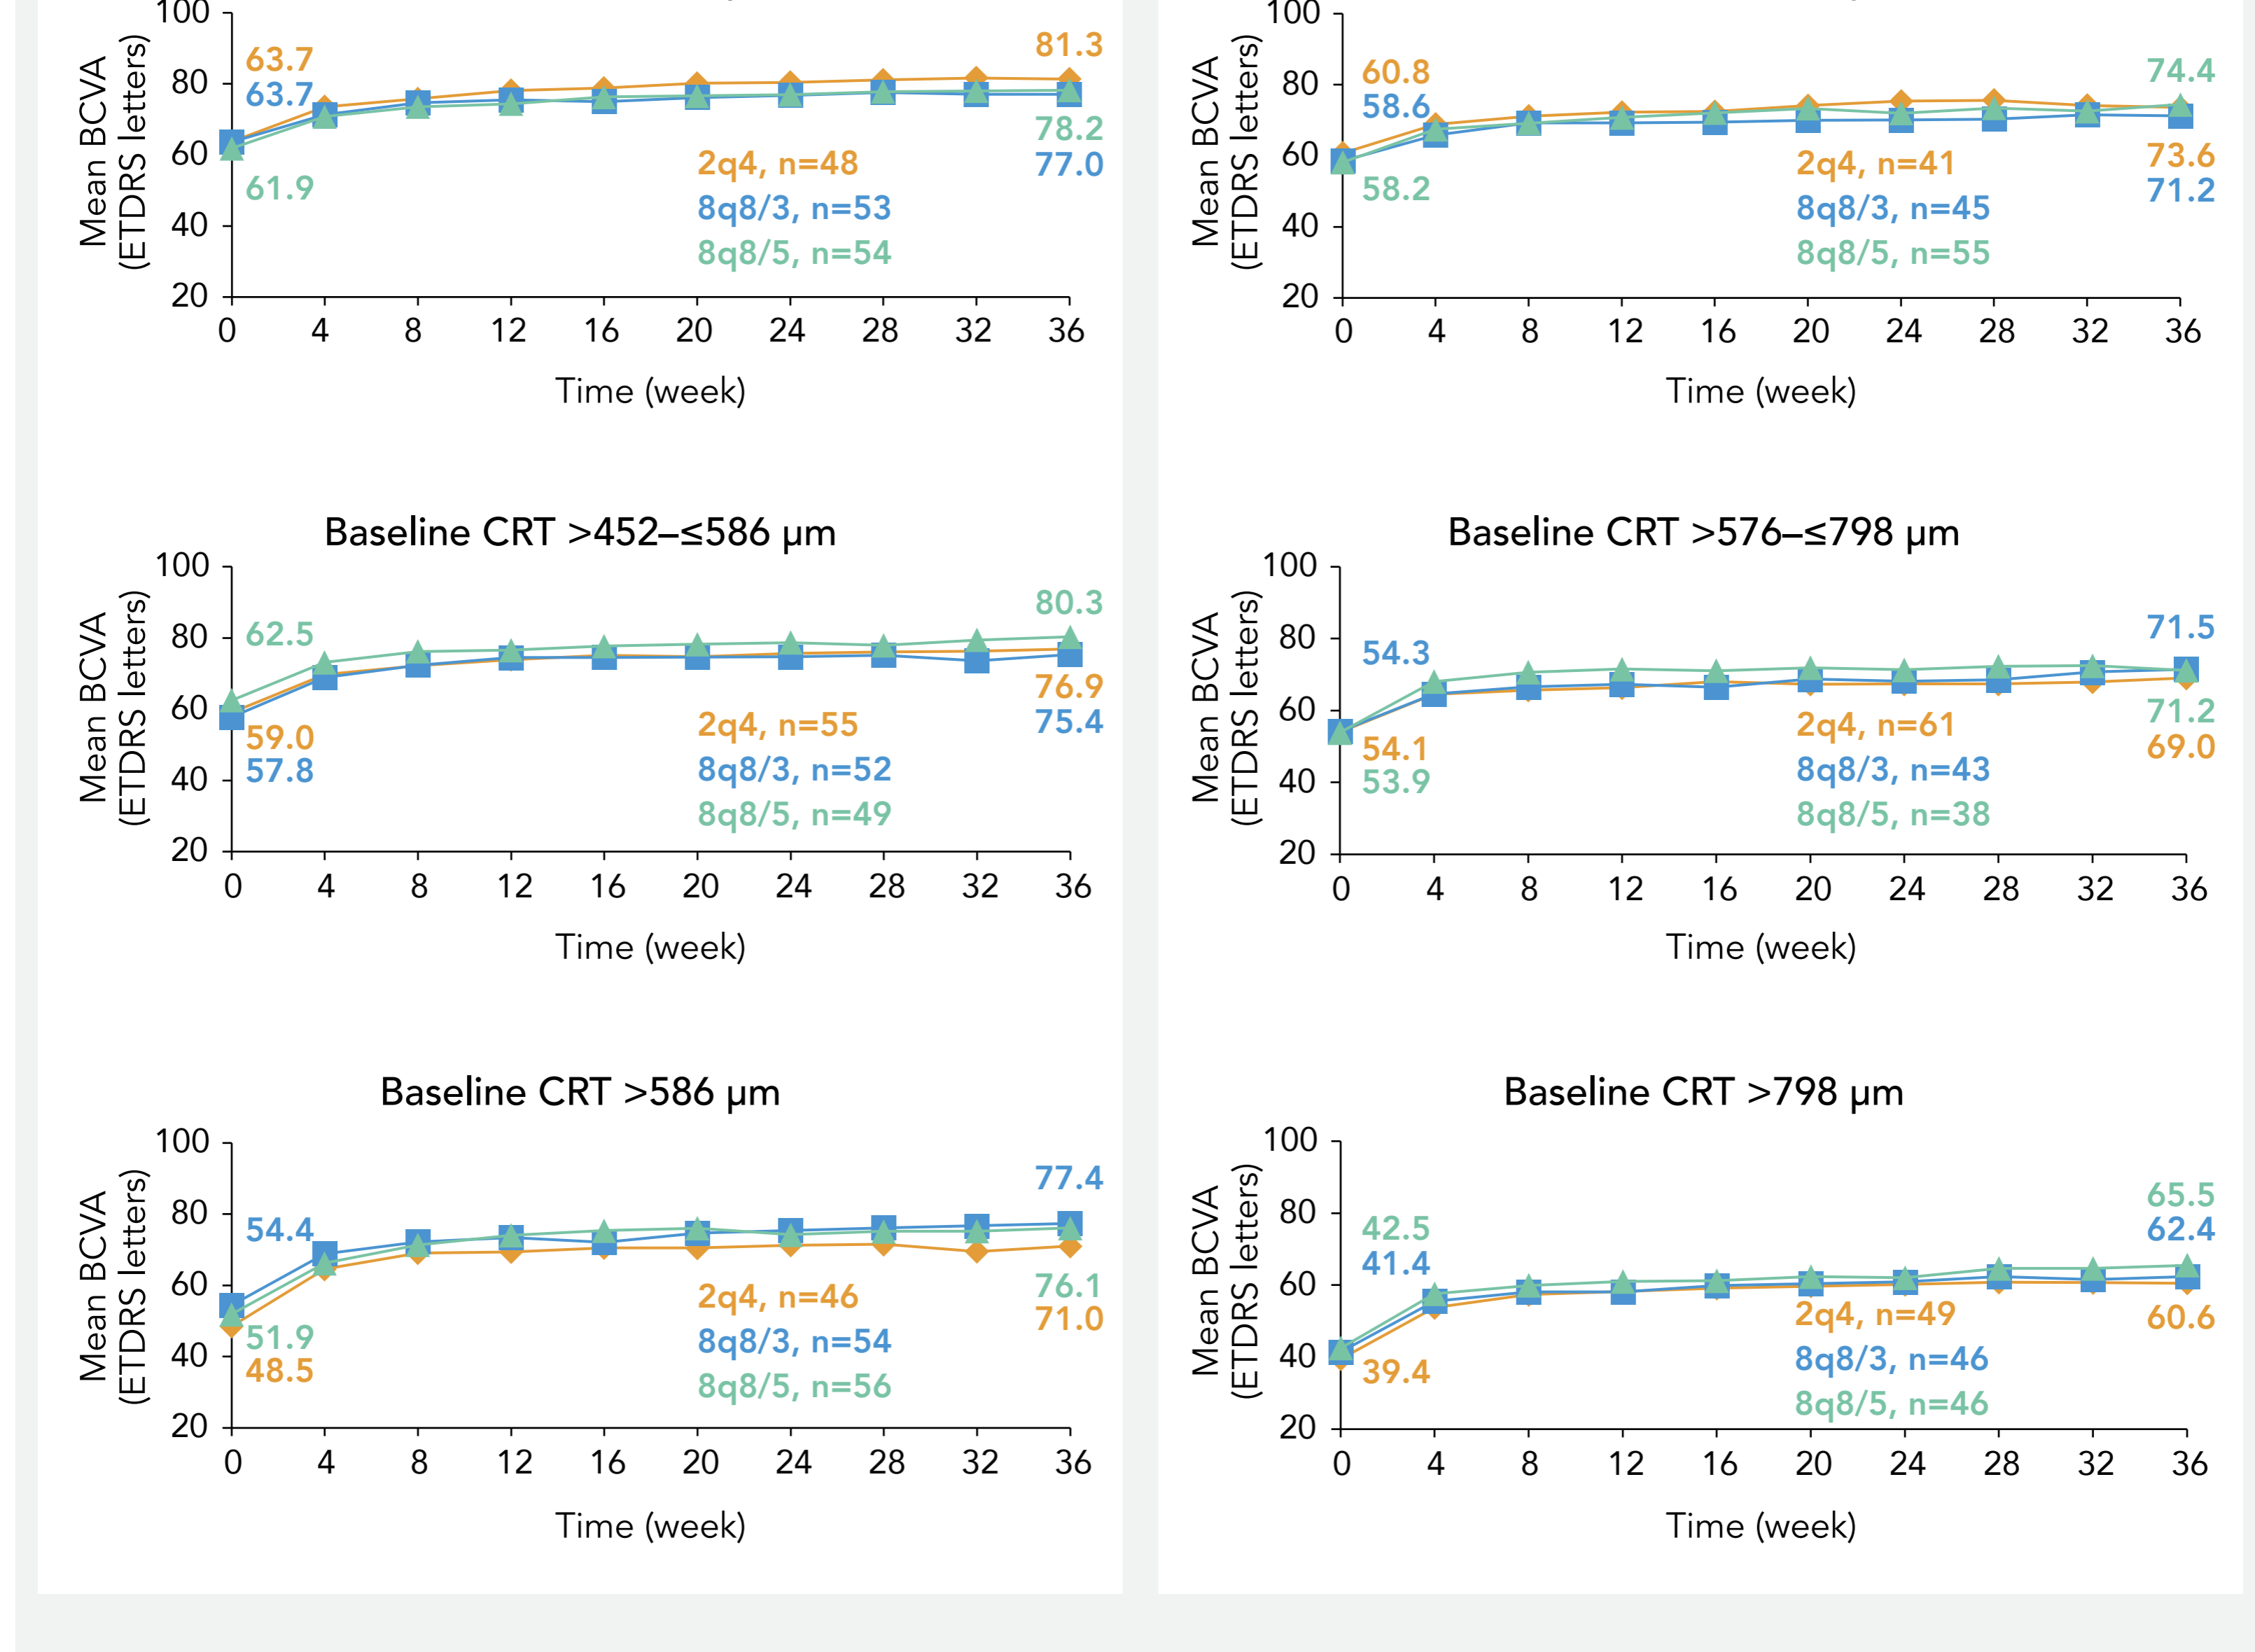 100
80
60
40
20
Mean BCVA
(ETDRS letters)
63.7
63.7
61.9
81.3
78.2
77.0
2q4, n=48
8q8/3, n=53
8q8/5, n=54
0 4 8 12 16 20 24 28 32 36
Time (week)
100
80
60
40
20
Mean BCVA
(ETDRS letters)
60.8
58.6
58.2
74.4
73.6
71.2
2q4, n=41
8q8/3, n=45
8q8/5, n=55
0 4 8 12 16 20 24 28 32 36
Time (week)
Baseline CRT >452–≤586 µm
100
80
60
40
20
Mean BCVA
(ETDRS letters)
62.5
59.0
57.8
80.3
76.9
75.4
2q4, n=55
8q8/3, n=52
8q8/5, n=49
0 4 8 12 16 20 24 28 32 36
Time (week)
Baseline CRT >576–≤798 µm
100
80
60
40
20
Mean BCVA
(ETDRS letters)
54.3
54.1
53.9
71.5
71.2
69.0
2q4, n=61
8q8/3, n=43
8q8/5, n=38
0 4 8 12 16 20 24 28 32 36
Time (week)
Baseline CRT >586 µm
100
80
60
40
20
Mean BCVA
(ETDRS letters)
54.4
51.9
48.5
77.4
76.1
71.0
2q4, n=46
8q8/3, n=54
8q8/5, n=56
0 4 8 12 16 20 24 28 32 36
Time (week)
Baseline CRT >798 µm
100
80
60
40
20
Mean BCVA
(ETDRS letters)
42.5
41.4
39.4
65.5
62.4
60.6
2q4, n=49
8q8/3, n=46
8q8/5, n=46
0 4 8 12 16 20 24 28 32 36
Time (week)